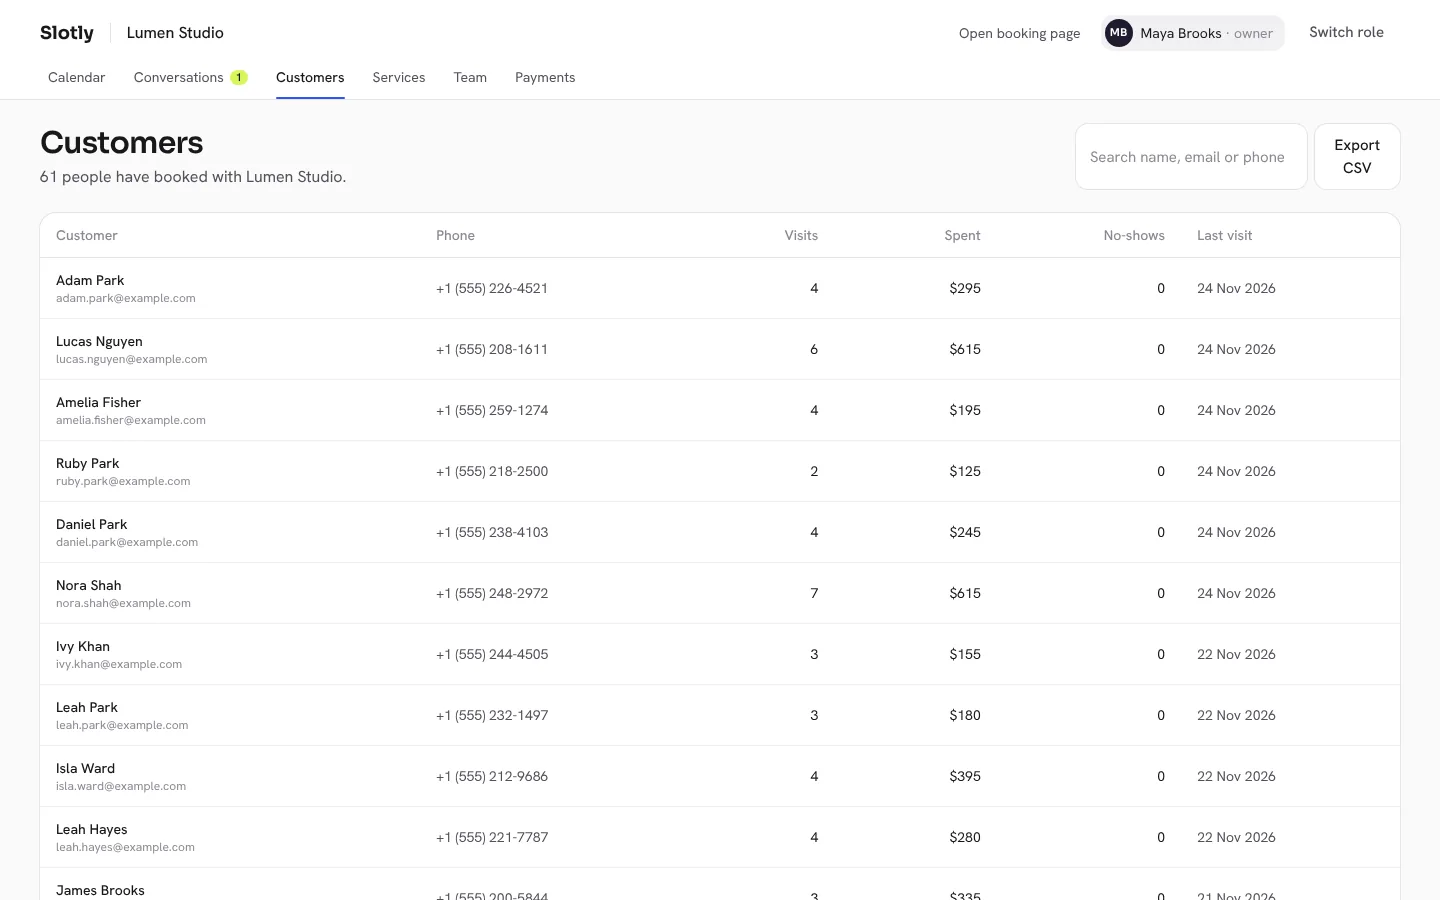 Slotly
Lumen Studio
Open booking page
MB
Maya Brooks · owner
Switch role
Calendar
Conversations 1
Customers
Services
Team
Payments
Customers
61 people have booked with Lumen Studio.
Search name, email or phone
Export
CSV
Customer Phone Visits Spent No-shows Last visit
Adam Park
adam.park@example.com
+1 (555) 226-4521 4 $295 0 24 Nov 2026
Lucas Nguyen
lucas.nguyen@example.com
+1 (555) 208-1611 6 $615 0 24 Nov 2026
Amelia Fisher
amelia.fisher@example.com
+1 (555) 259-1274 4 $195 0 24 Nov 2026
Ruby Park
ruby.park@example.com
+1 (555) 218-2500 2 $125 0 24 Nov 2026
Daniel Park
daniel.park@example.com
+1 (555) 238-4103 4 $245 0 24 Nov 2026
Nora Shah
nora.shah@example.com
+1 (555) 248-2972 7 $615 0 24 Nov 2026
Ivy Khan
ivy.khan@example.com
+1 (555) 244-4505 3 $155 0 22 Nov 2026
Leah Park
leah.park@example.com
+1 (555) 232-1497 3 $180 0 22 Nov 2026
Isla Ward
isla.ward@example.com
+1 (555) 212-9686 4 $395 0 22 Nov 2026
Leah Hayes
leah.hayes@example.com
+1 (555) 221-7787 4 $280 0 22 Nov 2026
James Brooks
+1 (555) 200-5844 3 $335 0 21 Nov 2026